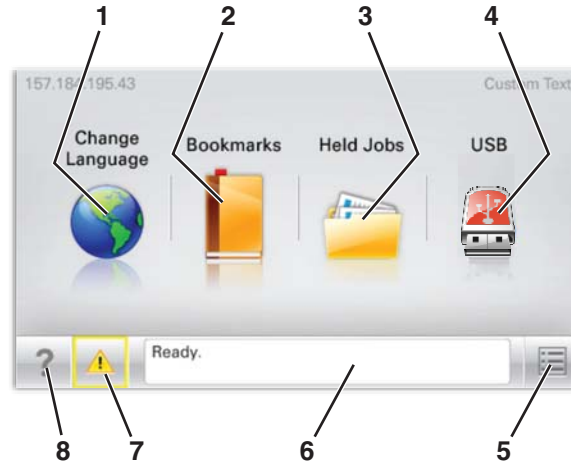 1 2 3 4
157.184.195.43 Custom Text
Change
Language
Bookmarks Held Jobs USB
? Ready.
8 7 6 5